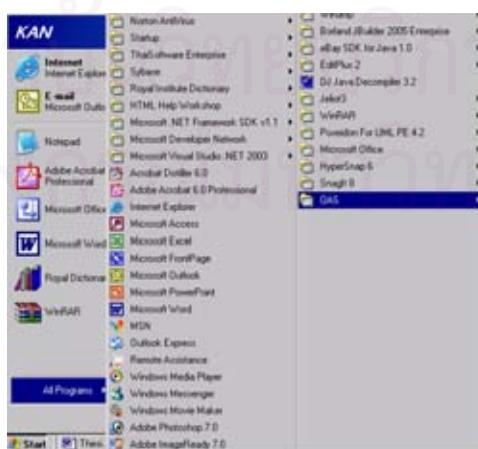 KAN
Internet
Internet Explorer
E-mail
Microsoft Outlo
Notepad
Adobe Acrobat
Professional
Microsoft Office
Microsoft Word
Royal Dictionar
WinRAR
All Programs
Start
Thesi
Norton AntiVirus
Startup
ThaiSoftware Enterprise
Sybase
Royal Institute Dictionary
HTML Help Workshop
Microsoft .NET Framework SDK v1.1
Microsoft Developer Network
Microsoft Visual Studio .NET 2003
Acrobat Distiller 6.0
Adobe Acrobat 6.0 Professional
Internet Explorer
Microsoft Access
Microsoft Excel
Microsoft FrontPage
Microsoft Outlook
Microsoft PowerPoint
Microsoft Word
MSN
Outlook Express
Remote Assistance
Windows Media Player
Windows Messenger
Windows Movie Maker
Adobe Photoshop 7.0
Adobe ImageReady 7.0
Borland JBuilder 2005 Enterprise
eBay SDK for Java 1.0
EditPlus 2
DJ Java Decompiler 3.2
Jeliot3
WinRAR
Poseidon For UML PE 4.2
Microsoft Office
HyperSnap 6
SnagIt 8